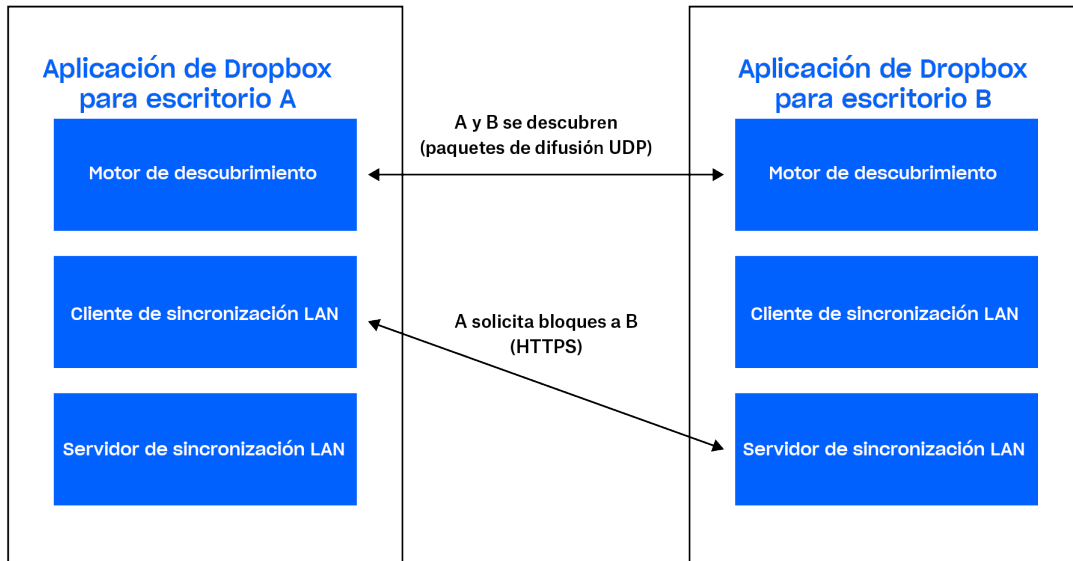 Aplicación de Dropbox
para escritorio A
Motor de descubrimiento
Cliente de sincronización LAN
Servidor de sincronización LAN
A y B se descubren
(paquetes de difusión UDP)
A solicita bloques a B
(HTTPS)
Aplicación de Dropbox
para escritorio B
Motor de descubrimiento
Cliente de sincronización LAN
Servidor de sincronización LAN